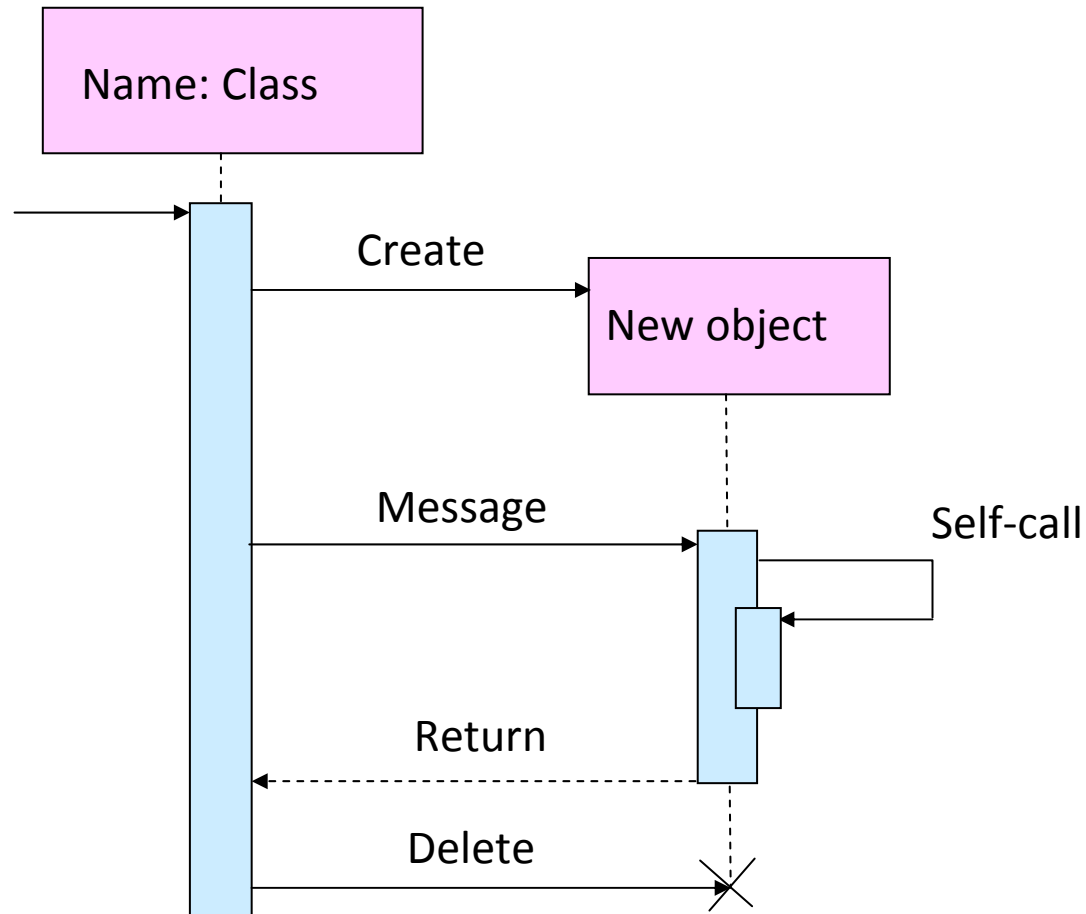 Name: Class
Create
New object
Message
Self-call
Return
Delete